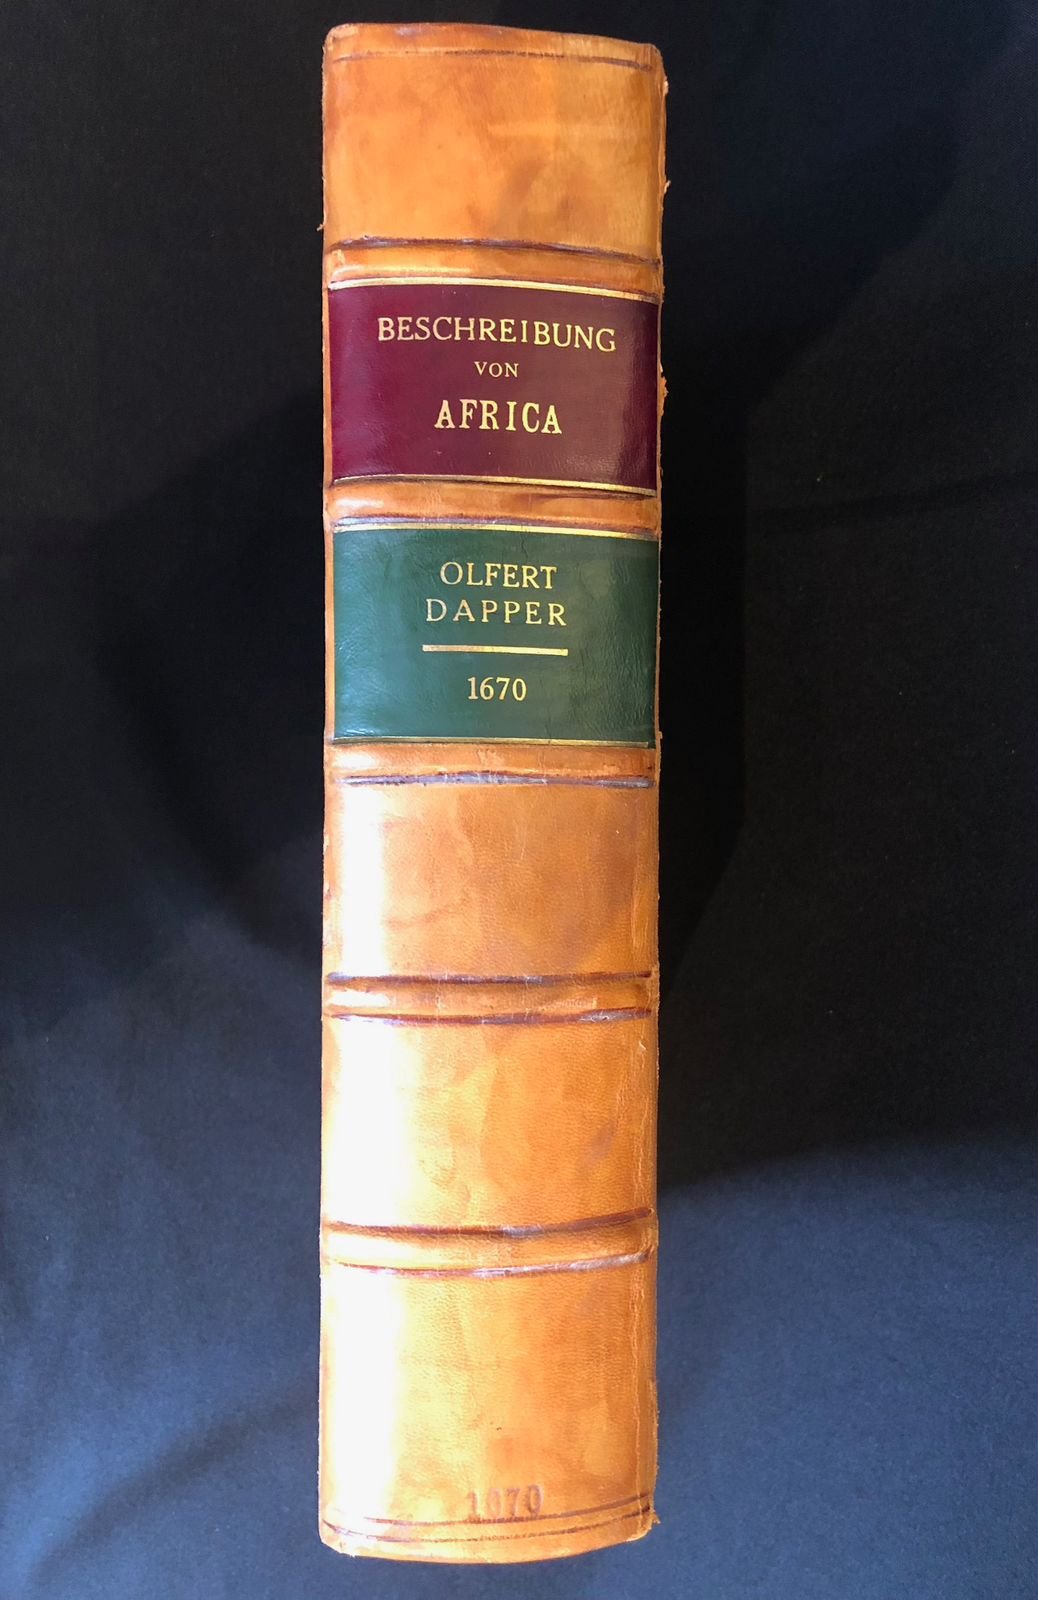 BESCHREIBUNG
VON
AFRICA
OLFERT
DAPPER
1670
1670